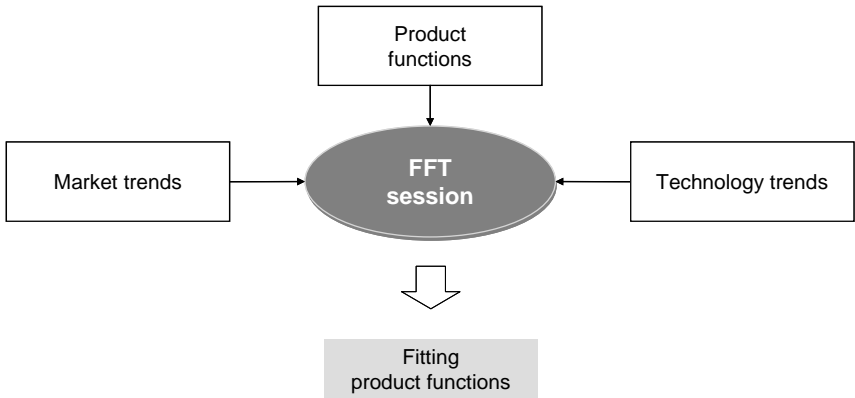 Product
functions
Market trends
FFT
session
Technology trends
Fitting
product functions